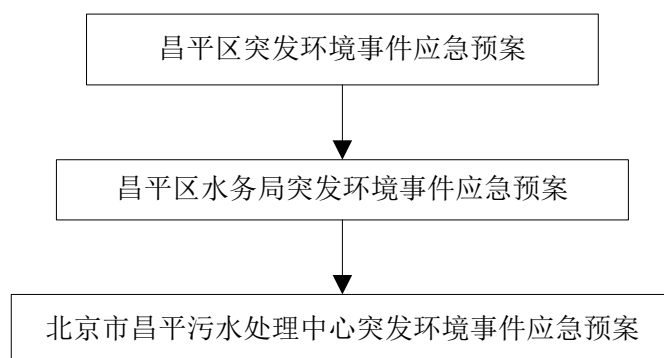 昌平区突发环境事件应急预案
昌平区水务局突发环境事件应急预案
北京市昌平污水处理中心突发环境事件应急预案